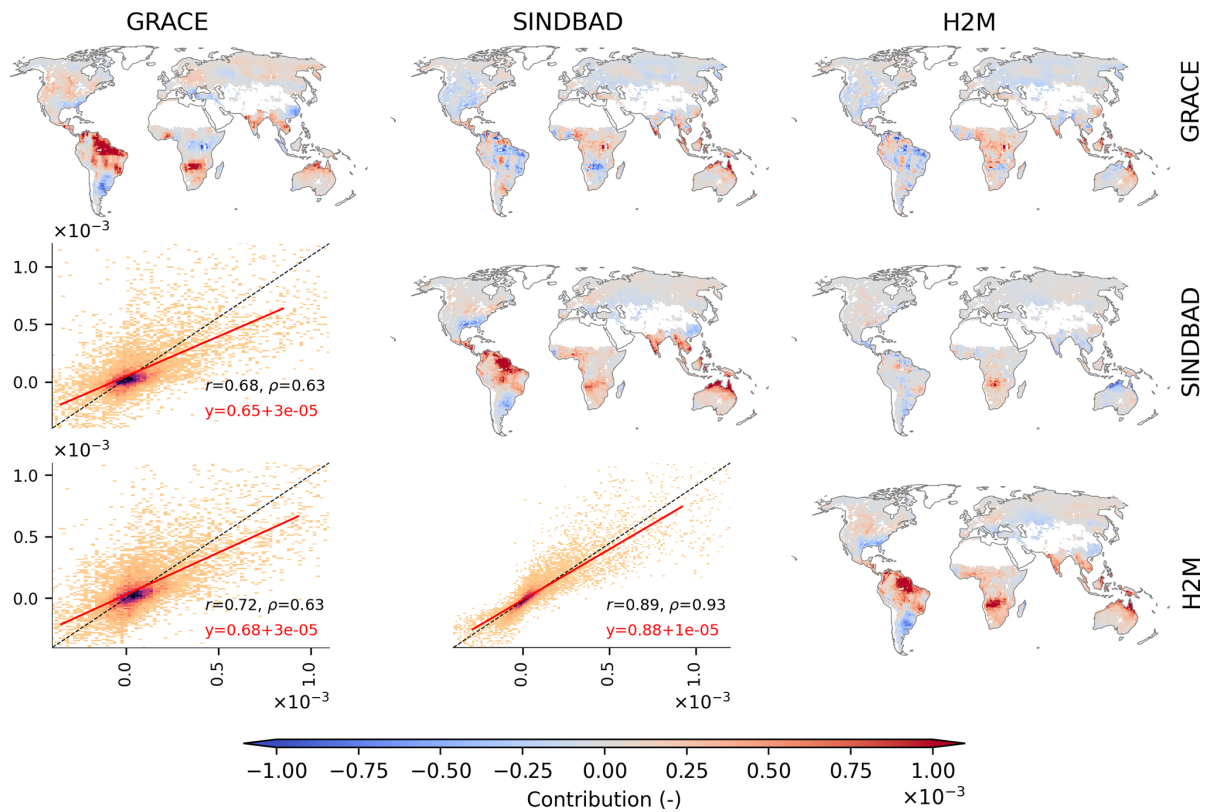 GRACE SINDBAD H2M
GRACE
×10⁻³
1.0
0.5
0.0
r=0.68, ρ=0.63
y=0.65+3e-05
SINDBAD
×10⁻³
1.0
0.5
0.0
r=0.72, ρ=0.63
y=0.68+3e-05
r=0.89, ρ=0.93
y=0.88+1e-05
H2M
0.0 0.5 1.0
×10⁻³
0.0 0.5 1.0
×10⁻³
−1.00 −0.75 −0.50 −0.25 0.00 0.25 0.50 0.75 1.00
Contribution (-)
×10⁻³